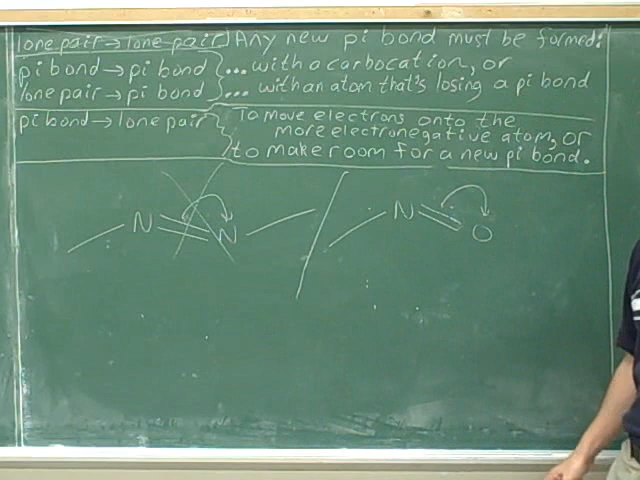 lone pair → lone pair Any new pi bond must be formed:
pi bond → pi bond ... with a carbocation, or
lone pair → pi bond ... with an atom that's losing a pi bond
pi bond → lone pair To move electrons onto the
more electronegative atom, or
to make room for a new pi bond.
N N N O